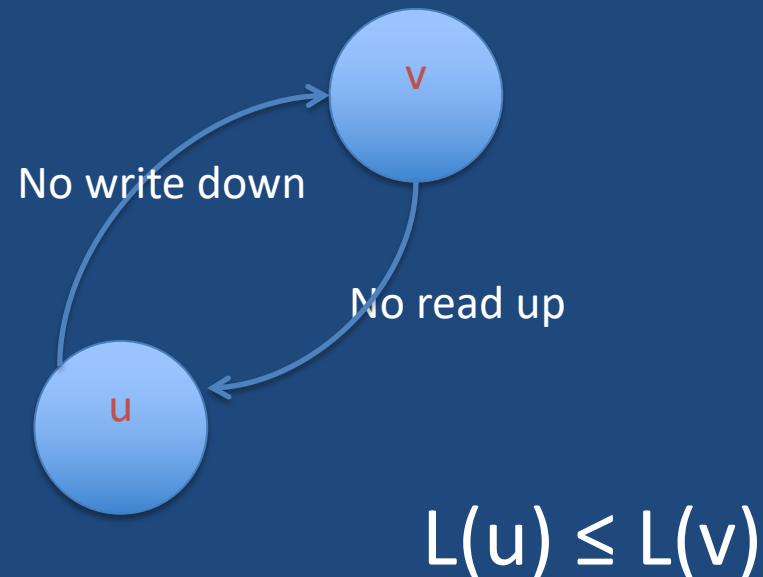 v
No write down
No read up
u
L(u) ≤ L(v)